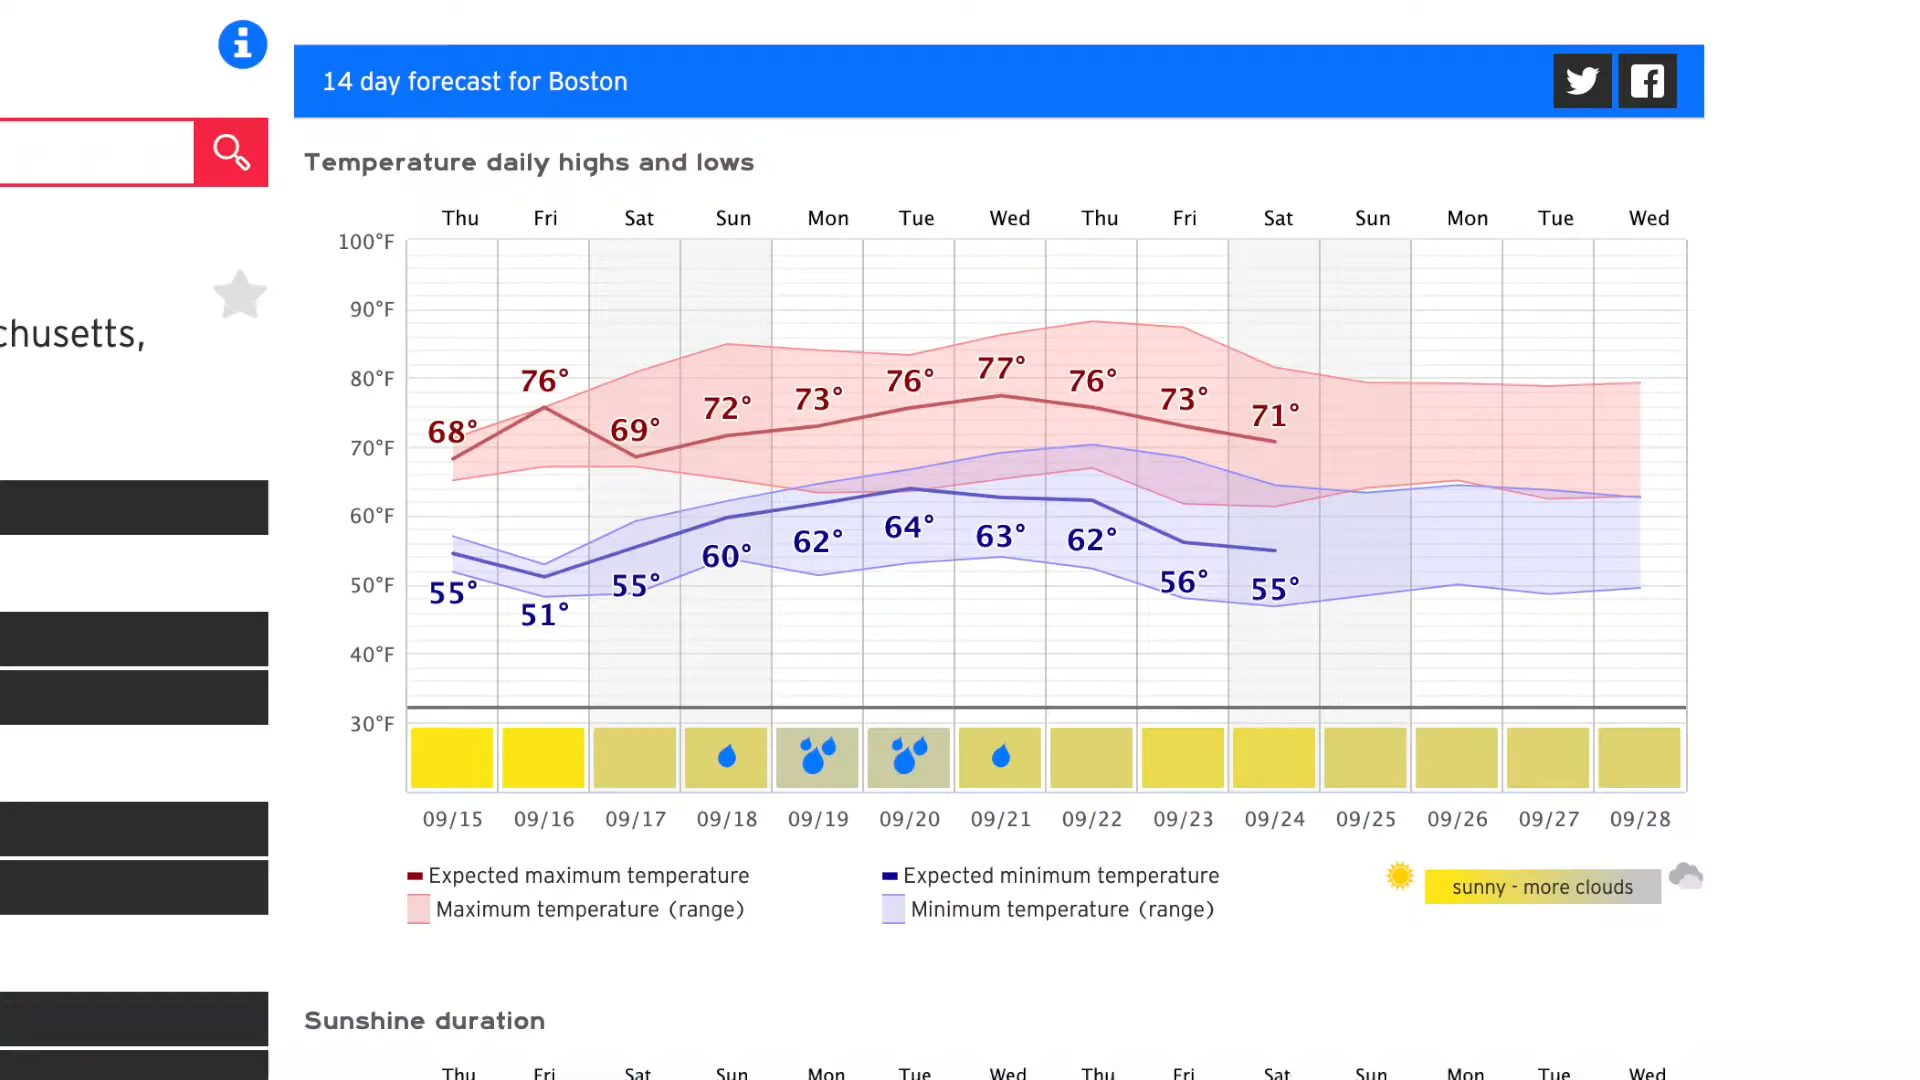 14 day forecast for Boston
Temperature daily highs and lows
Thu Fri Sat Sun Mon Tue Wed Thu Fri Sat Sun Mon Tue Wed
100°F
90°F
80°F
70°F
60°F
50°F
40°F
30°F
68° 76° 69° 72° 73° 76° 77° 76° 73° 71°
55° 51° 55° 60° 62° 64° 63° 62° 56° 55°
chusetts,
09/15 09/16 09/17 09/18 09/19 09/20 09/21 09/22 09/23 09/24 09/25 09/26 09/27 09/28
Expected maximum temperature
Maximum temperature (range)
Expected minimum temperature
Minimum temperature (range)
sunny - more clouds
Sunshine duration
Thu Fri Sat Sun Mon Tue Wed Thu Fri Sat Sun Mon Tue Wed